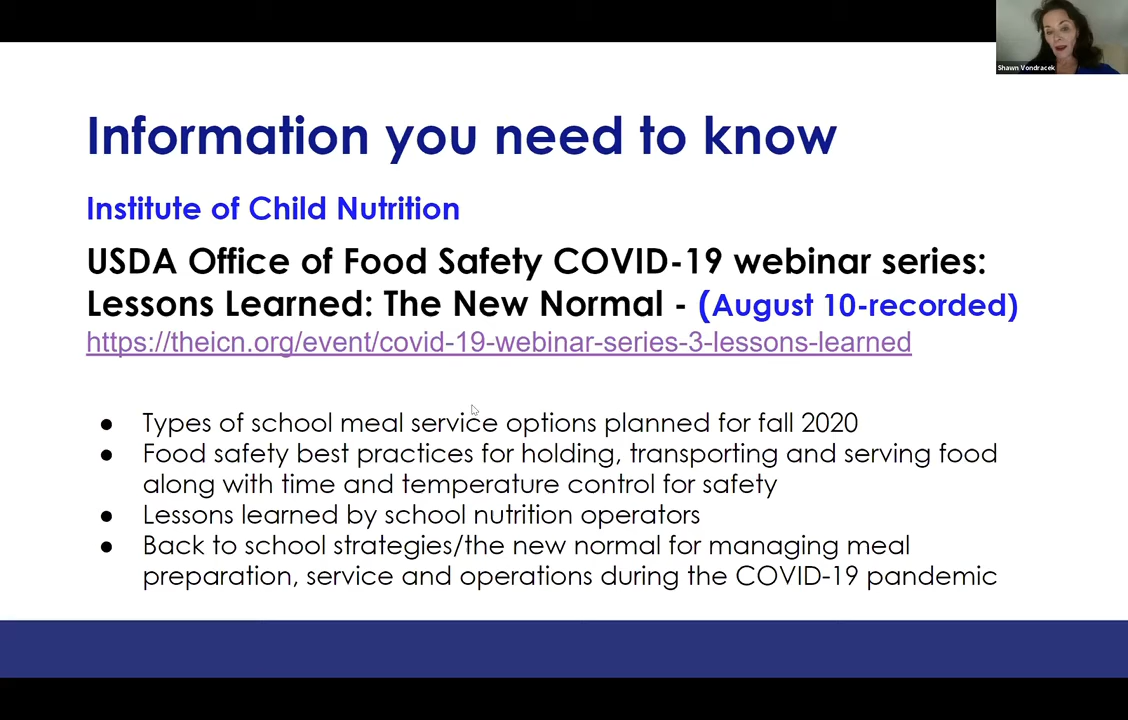 Shawn Vondracek
Information you need to know
Institute of Child Nutrition
USDA Office of Food Safety COVID-19 webinar series:
Lessons Learned: The New Normal - (August 10-recorded)
https://theicn.org/event/covid-19-webinar-series-3-lessons-learned
● Types of school meal service options planned for fall 2020
● Food safety best practices for holding, transporting and serving food
along with time and temperature control for safety
● Lessons learned by school nutrition operators
● Back to school strategies/the new normal for managing meal
preparation, service and operations during the COVID-19 pandemic